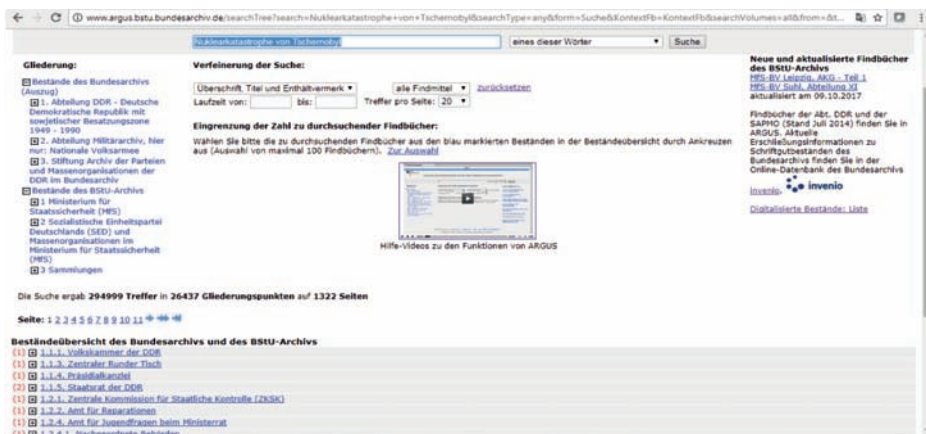 www.argus.bstu.bundesarchiv.de/searchTree?search=Nuklearkatastrophe+von+Tschernobyl&searchType=any&form=Suche&KontextFb=KontextFb&searchVolumes=all&from=&t...
Nuklearkatastrophe von Tschernobyl
eines dieser Wörter
Suche
Gliederung:
Bestände des Bundesarchivs
(Auszug)
1. Abteilung DDR - Deutsche
Demokratische Republik mit
sowjetischer Besatzungszone
1949 - 1990
2. Abteilung Militärarchiv, hier
nur: Nationale Volksarmee
3. Stiftung Archiv der Parteien
und Massenorganisationen der
DDR im Bundesarchiv
Bestände des BStU-Archivs
1 Ministerium für
Staatssicherheit (MfS)
2 Sozialistische Einheitspartei
Deutschlands (SED) und
Massenorganisationen im
Ministerium für Staatssicherheit
(MfS)
3 Sammlungen
Verfeinerung der Suche:
Überschrift, Titel und Enthältvermerk
alle Findmittel
zurücksetzen
Laufzeit von: bis: Treffer pro Seite: 20
Eingrenzung der Zahl zu durchsuchender Findbücher:
Wählen Sie bitte die zu durchsuchenden Findbücher aus den blau markierten Beständen in der Beständeübersicht durch Ankreuzen
aus (Auswahl von maximal 100 Findbüchern). Zur Auswahl
Hilfe-Videos zu den Funktionen von ARGUS
Neue und aktualisierte Findbücher
des BStU-Archivs
MfS-BV Leipzig, AKG - Teil 1
MfS-BV Suhl, Abteilung XI
aktualisiert am 09.10.2017
Findbücher der Abt. DDR und der
SAPMO (Stand Juli 2014) finden Sie in
ARGUS. Aktuelle
Erschließungsinformationen zu
Schriftgutbeständen des
Bundesarchivs finden Sie in der
Online-Datenbank des Bundesarchivs
Invenio. invenio
Digitalisierte Bestände: Liste
Die Suche ergab 294999 Treffer in 26437 Gliederungspunkten auf 1322 Seiten
Seite: 1 2 3 4 5 6 7 8 9 10 11
Beständeübersicht des Bundesarchivs und des BStU-Archivs
(1) 1.1.1. Volkskammer der DDR
(1) 1.1.3. Zentraler Runder Tisch
(1) 1.1.4. Präsidialkanzlei
(2) 1.1.5. Staatsrat der DDR
(1) 1.2.1. Zentrale Kommission für Staatliche Kontrolle (ZKSK)
(1) 1.2.2. Amt für Reparationen
(1) 1.2.4. Amt für Jugendfragen beim Ministerrat
(1) 1.2.4.1. Nachgeordnete Behörden